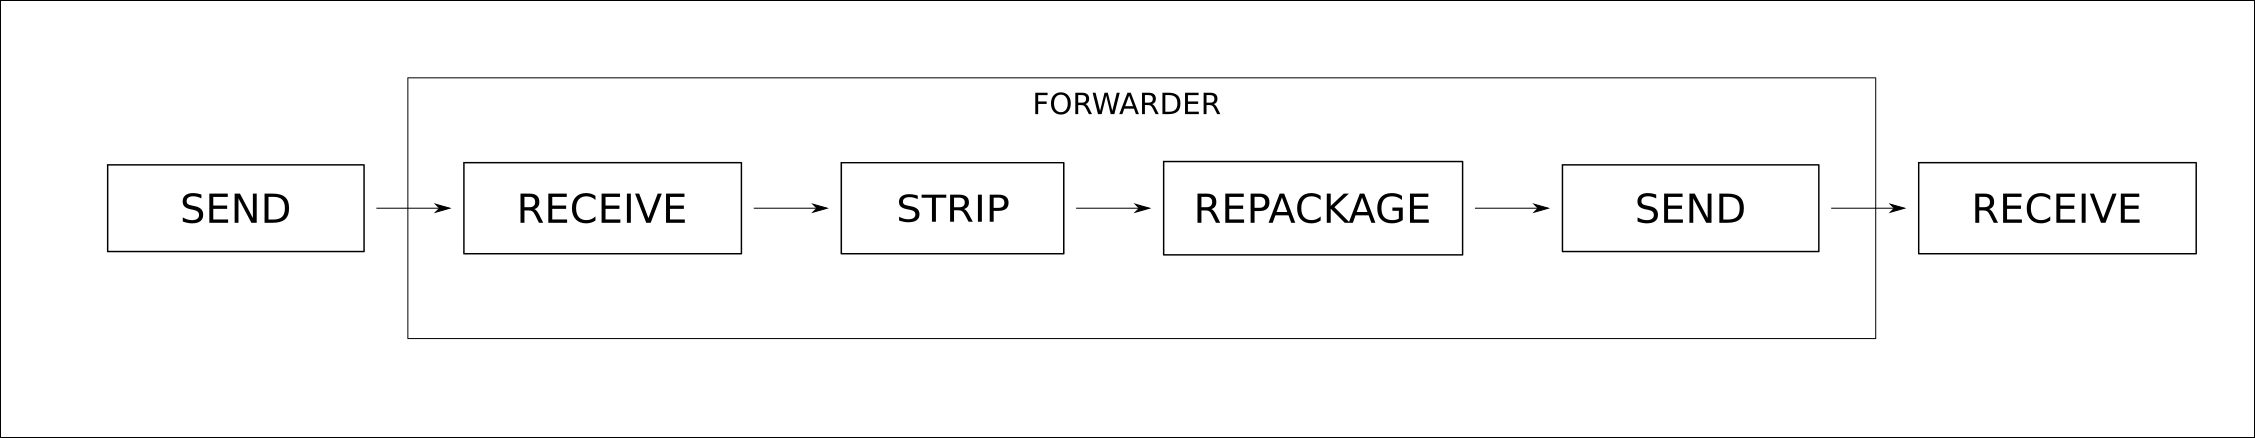 FORWARDER
SEND
RECEIVE
STRIP
REPACKAGE
SEND
RECEIVE